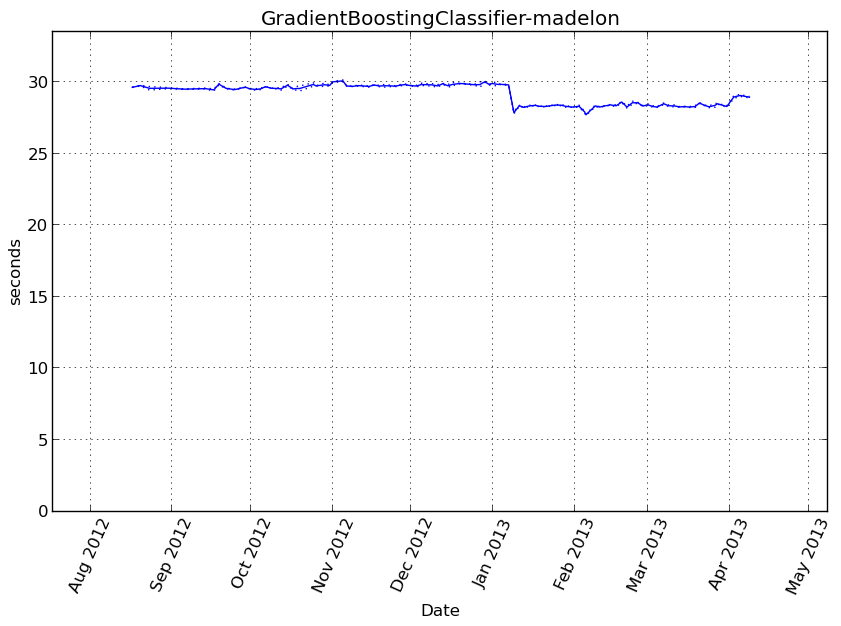 GradientBoostingClassifier-madelon
30
25
20
15
10
5
0
seconds
Aug 2012
Sep 2012
Oct 2012
Nov 2012
Dec 2012
Jan 2013
Feb 2013
Mar 2013
Apr 2013
May 2013
Date